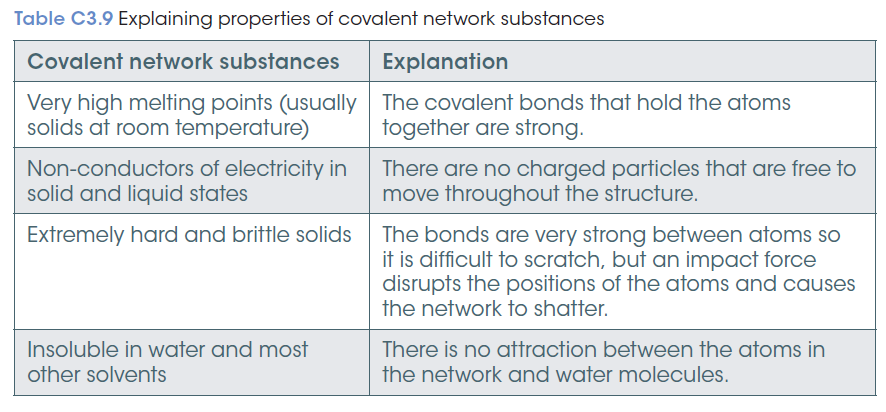 Table C3.9 Explaining properties of covalent network substances
Covalent network substances
Explanation
Very high melting points (usually
solids at room temperature)
The covalent bonds that hold the atoms
together are strong.
Non-conductors of electricity in
solid and liquid states
There are no charged particles that are free to
move throughout the structure.
Extremely hard and brittle solids
The bonds are very strong between atoms so
it is difficult to scratch, but an impact force
disrupts the positions of the atoms and causes
the network to shatter.
Insoluble in water and most
other solvents
There is no attraction between the atoms in
the network and water molecules.